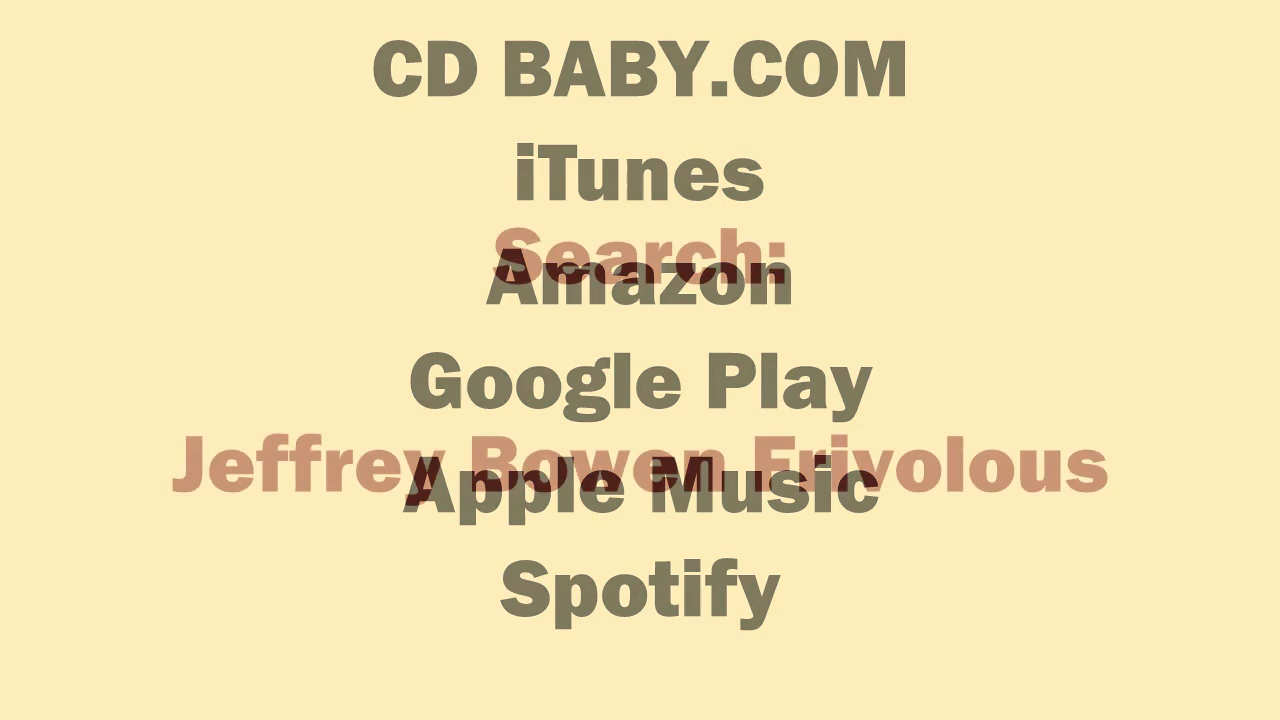 CD BABY.COM
iTunes
Search:
Amazon
Google Play
Jeffrey Bowen Frivolous
Apple Music
Spotify